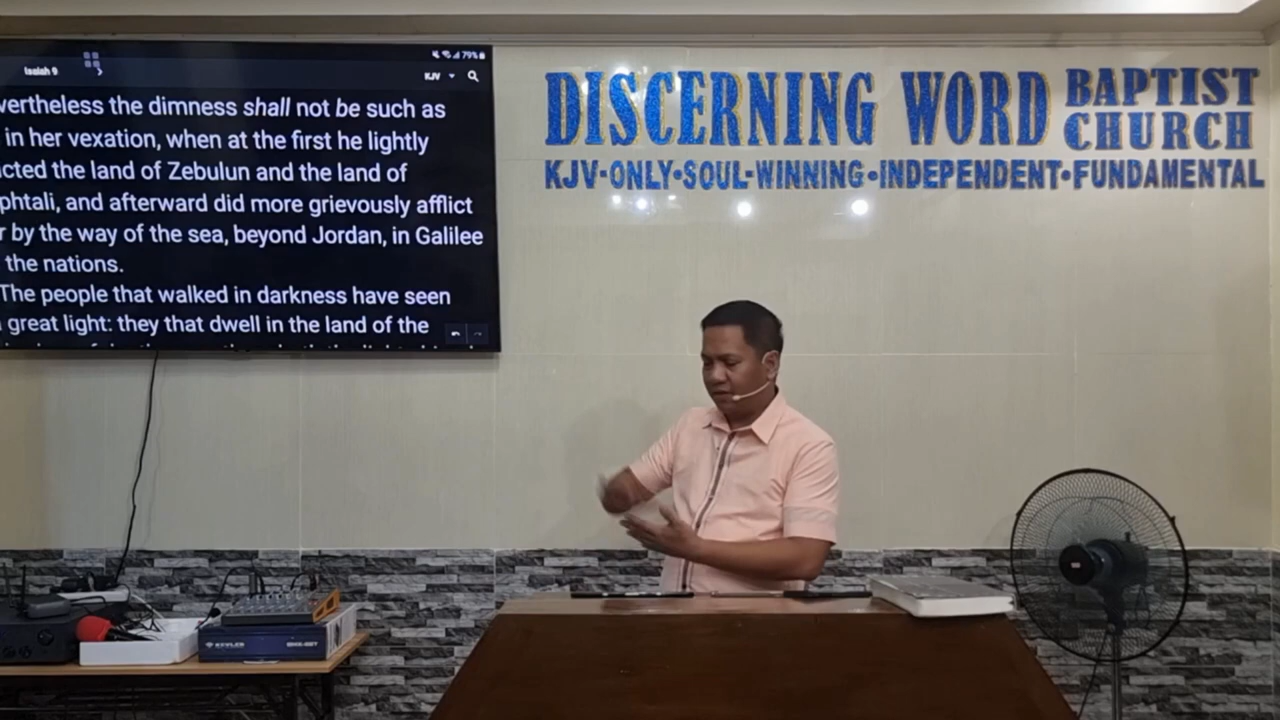 79%
Isaiah 9
KJV
vertheless the dimness shall not be such as
in her vexation, when at the first he lightly
icted the land of Zebulun and the land of
phtali, and afterward did more grievously afflict
r by the way of the sea, beyond Jordan, in Galilee
the nations.
The people that walked in darkness have seen
great light: they that dwell in the land of the
DISCERNING WORD BAPTIST CHURCH
KJV-ONLY•SOUL-WINNING•INDEPENDENT•FUNDAMENTAL
KEVLER